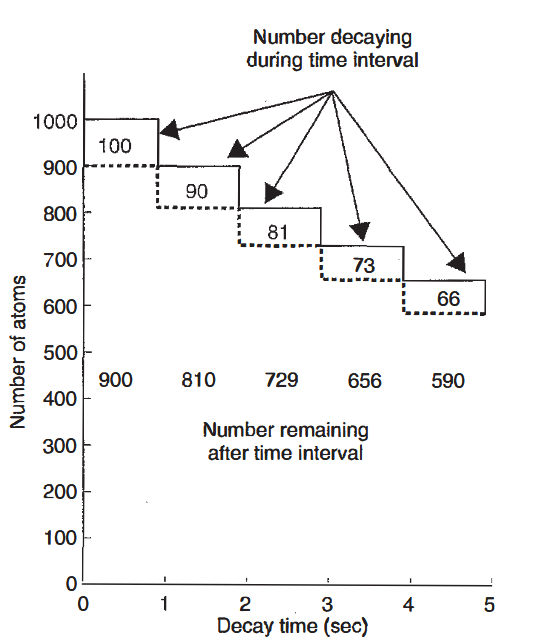 Number decaying
during time interval
1000
100
900
90
800
81
700
73
600
66
500
900 810 729 656 590
400
Number remaining
after time interval
300
200
100
0
0 1 2 3 4 5
Decay time (sec)
Number of atoms